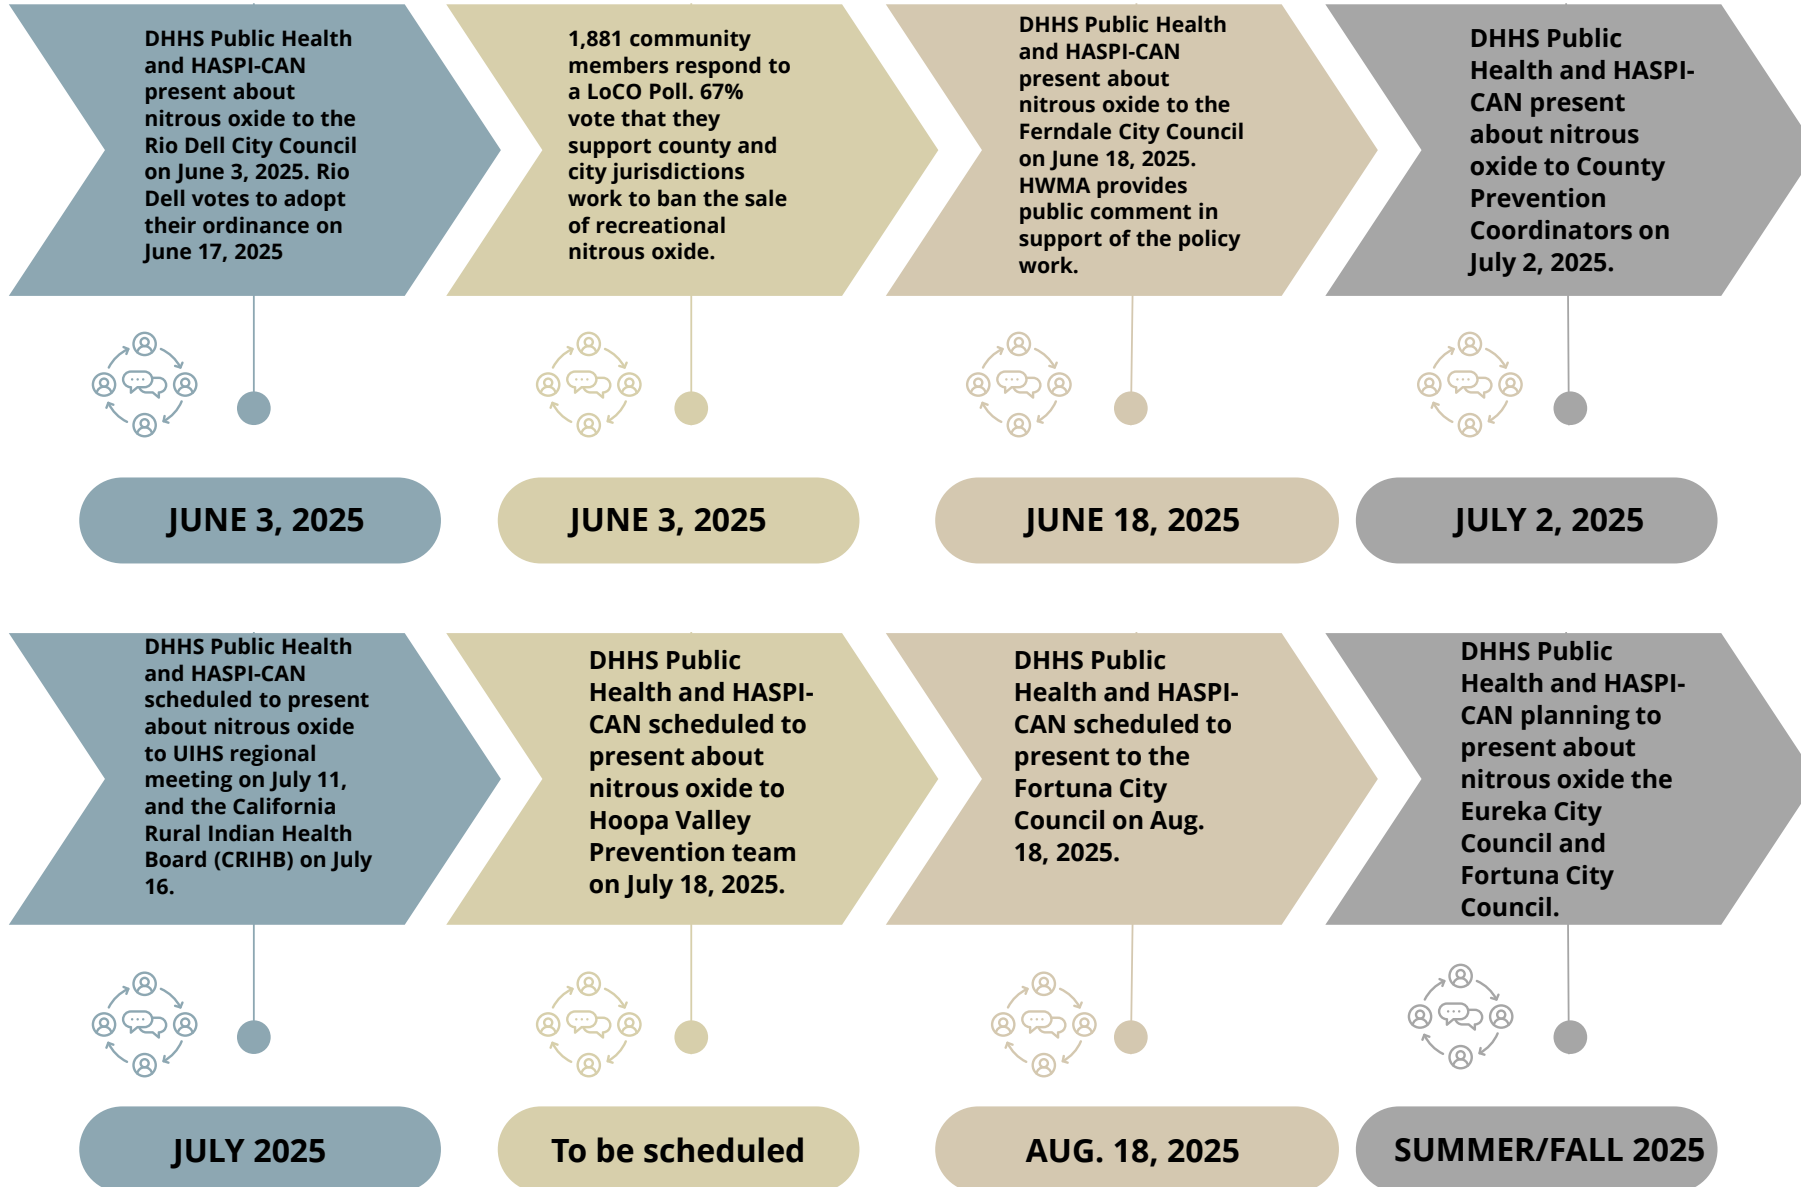 DHHS Public Health
and HASPI-CAN
present about
nitrous oxide to the
Rio Dell City Council
on June 3, 2025. Rio
Dell votes to adopt
their ordinance on
June 17, 2025
1,881 community
members respond to
a LoCO Poll. 67%
vote that they
support county and
city jurisdictions
work to ban the sale
of recreational
nitrous oxide.
DHHS Public Health
and HASPI-CAN
present about
nitrous oxide to the
Ferndale City Council
on June 18, 2025.
HWMA provides
public comment in
support of the policy
work.
DHHS Public
Health and HASPI-
CAN present
about nitrous
oxide to County
Prevention
Coordinators on
July 2, 2025.
JUNE 3, 2025
JUNE 3, 2025
JUNE 18, 2025
JULY 2, 2025
DHHS Public Health
and HASPI-CAN
scheduled to present
about nitrous oxide
to UIHS regional
meeting on July 11,
and the California
Rural Indian Health
Board (CRIHB) on July
16.
DHHS Public
Health and HASPI-
CAN scheduled to
present about
nitrous oxide to
Hoopa Valley
Prevention team
on July 18, 2025.
DHHS Public
Health and HASPI-
CAN scheduled to
present to the
Fortuna City
Council on Aug.
18, 2025.
DHHS Public
Health and HASPI-
CAN planning to
present about
nitrous oxide the
Eureka City
Council and
Fortuna City
Council.
JULY 2025
To be scheduled
AUG. 18, 2025
SUMMER/FALL 2025